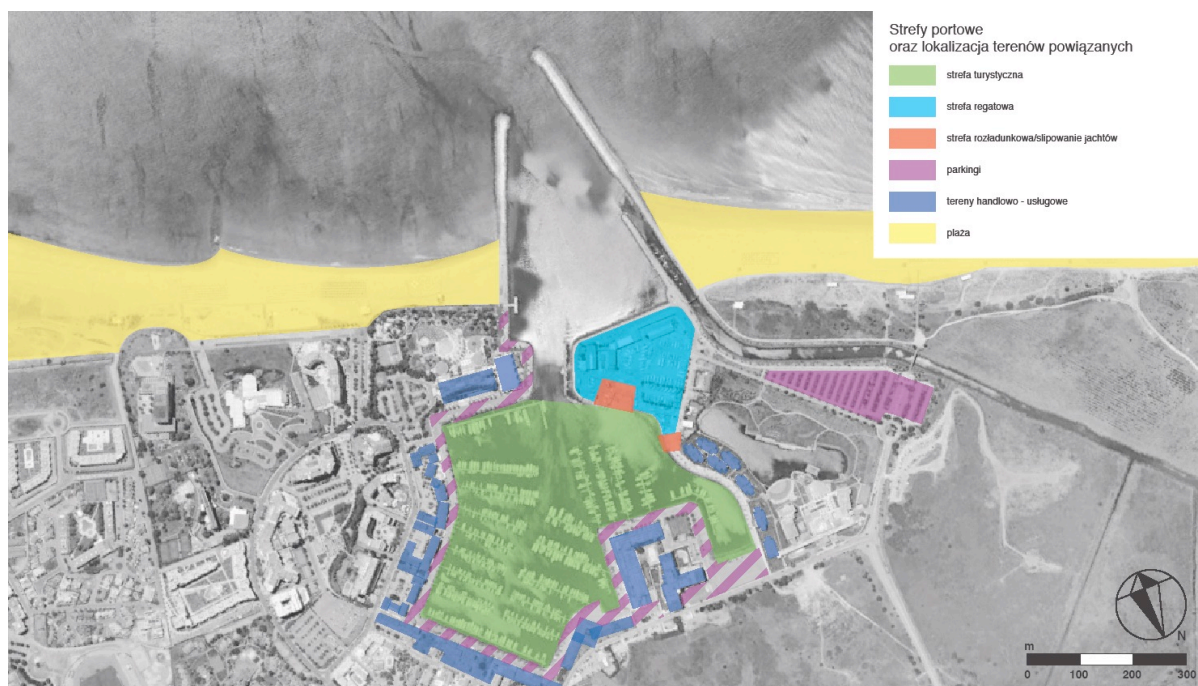 Strefy portowe
oraz lokalizacja terenów powiązanych
strefa turystyczna
strefa regatowa
strefa rozładunkowa/slipowanie jachtów
parkingi
tereny handlowo - usługowe
plaża
N
m
0 100 200 300